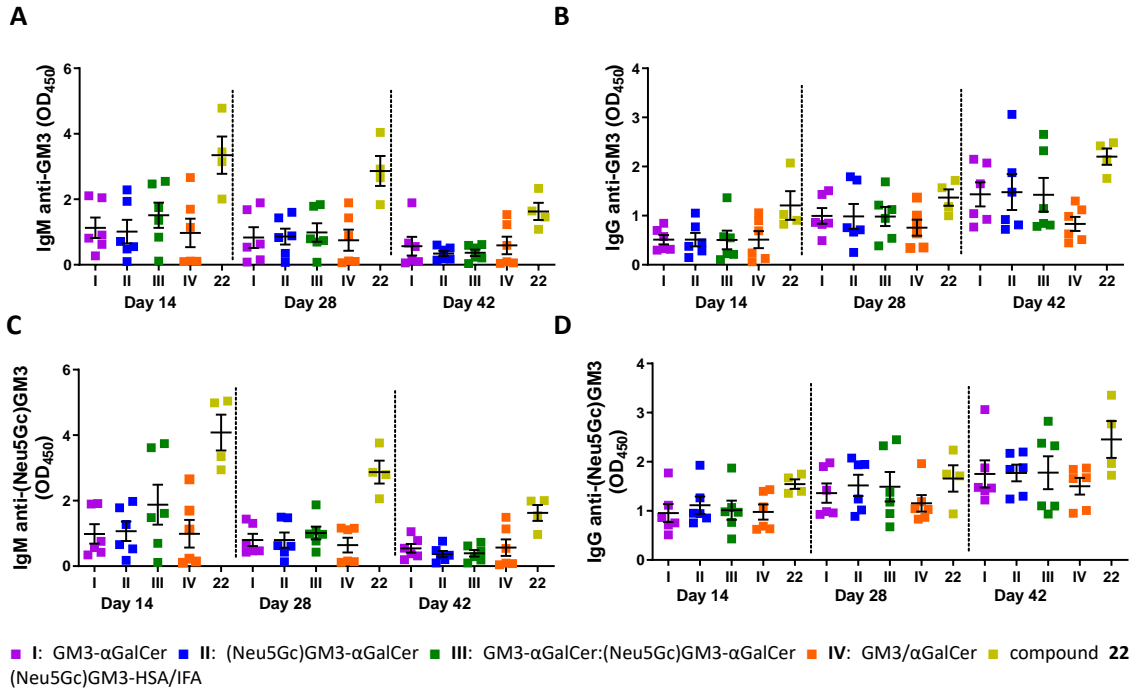 A
IgM anti-GM3 (OD450)
6
4
2
0
I II III IV 22 I II III IV 22 I II III IV 22
Day 14 Day 28 Day 42
B
IgG anti-GM3 (OD450)
4
3
2
1
0
I II III IV 22 I II III IV 22 I II III IV 22
Day 14 Day 28 Day 42
C
IgM anti-(Neu5Gc)GM3
(OD450)
6
4
2
0
I II III IV 22 I II III IV 22 I II III IV 22
Day 14 Day 28 Day 42
D
IgG anti-(Neu5Gc)GM3
(OD450)
4
3
2
1
0
I II III IV 22 I II III IV 22 I II III IV 22
Day 14 Day 28 Day 42
I: GM3-αGalCer II: (Neu5Gc)GM3-αGalCer III: GM3-αGalCer:(Neu5Gc)GM3-αGalCer IV: GM3/αGalCer compound 22
(Neu5Gc)GM3-HSA/IFA